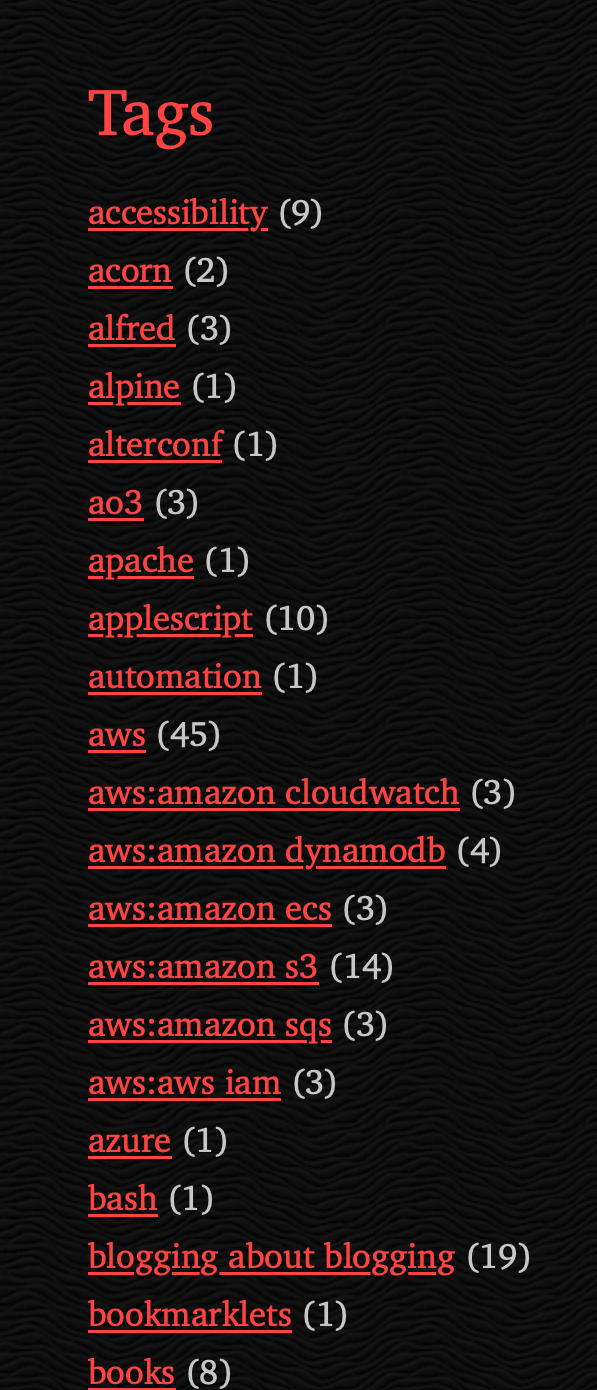 Tags
accessibility (9)
acorn (2)
alfred (3)
alpine (1)
alterconf (1)
ao3 (3)
apache (1)
applescript (10)
automation (1)
aws (45)
aws:amazon cloudwatch (3)
aws:amazon dynamodb (4)
aws:amazon ecs (3)
aws:amazon s3 (14)
aws:amazon sqs (3)
aws:aws iam (3)
azure (1)
bash (1)
blogging about blogging (19)
bookmarklets (1)
books (8)